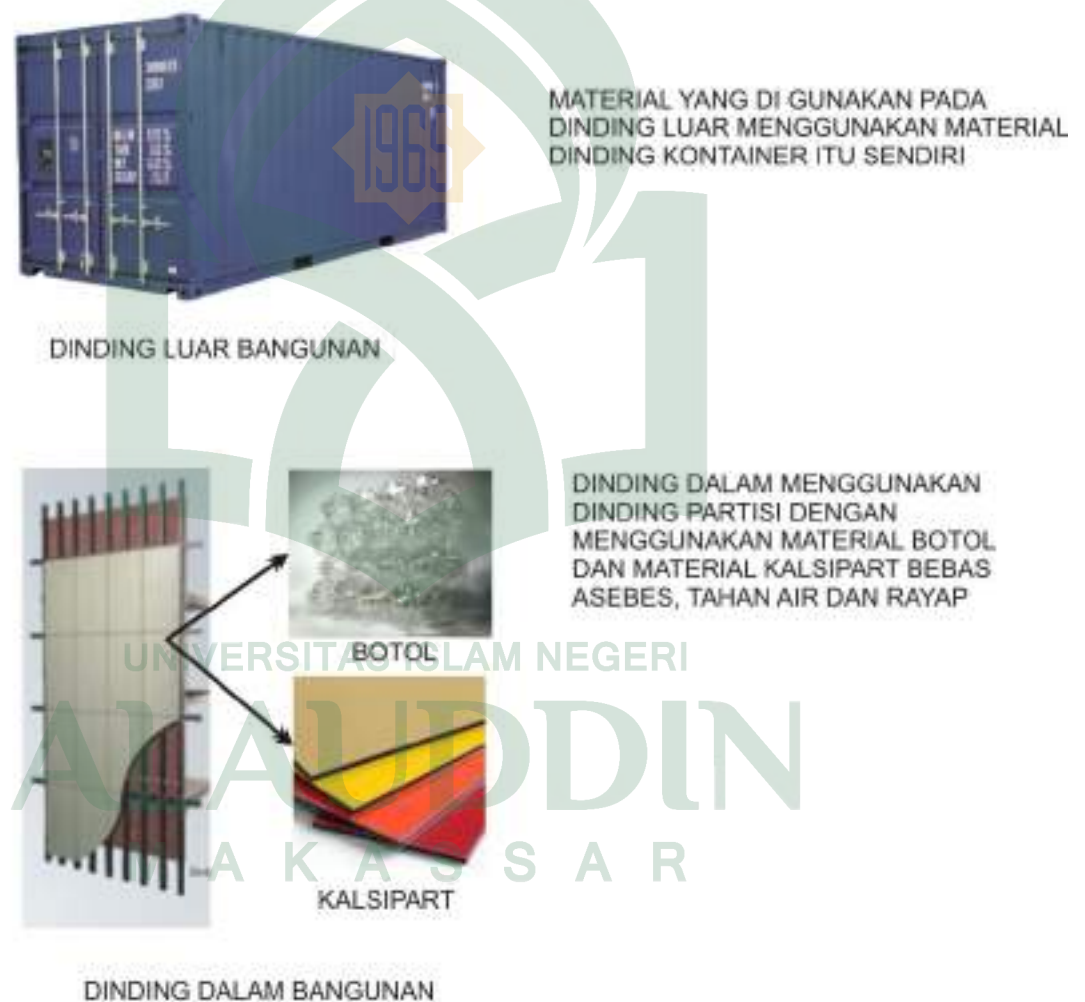 1965
MATERIAL YANG DI GUNAKAN PADA
DINDING LUAR MENGGUNAKAN MATERIAL
DINDING KONTAINER ITU SENDIRI
DINDING LUAR BANGUNAN
DINDING DALAM MENGGUNAKAN
DINDING PARTISI DENGAN
MENGGUNAKAN MATERIAL BOTOL
DAN MATERIAL KALSIPART BEBAS
ASEBES, TAHAN AIR DAN RAYAP
BOTOL
UNIVERSITAS ISLAM NEGERI
ALAUDDIN
MAKASSAR
KALSIPART
DINDING DALAM BANGUNAN